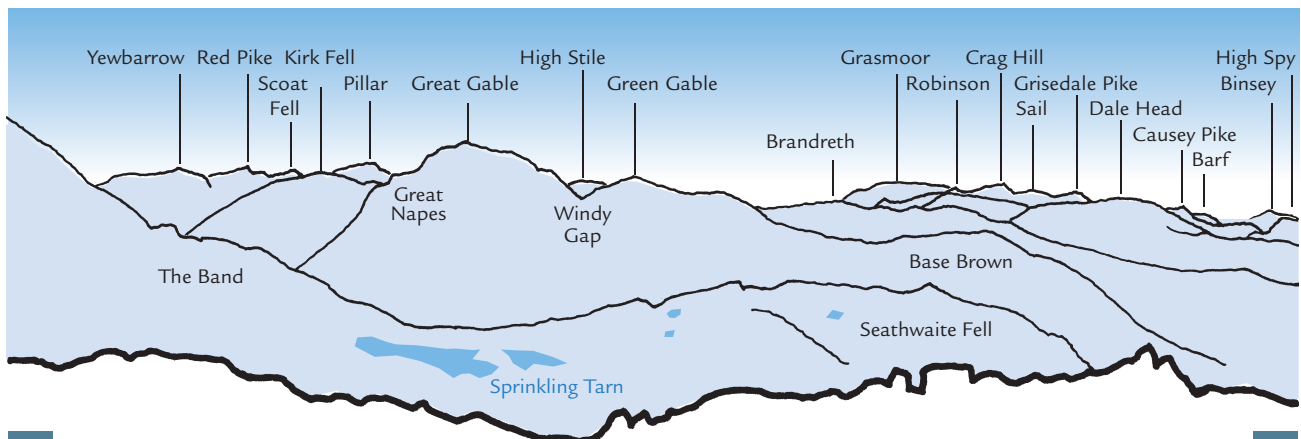 Yewbarrow
Red Pike
Kirk Fell
Scoat
Fell
Pillar
Great Gable
High Stile
Green Gable
Brandreth
Grasmoor
Robinson
Crag Hill
Grisedale Pike
Sail
Dale Head
Causey Pike
Barf
High Spy
Binsey
Great
Napes
Windy
Gap
The Band
Base Brown
Seathwaite Fell
Sprinkling Tarn